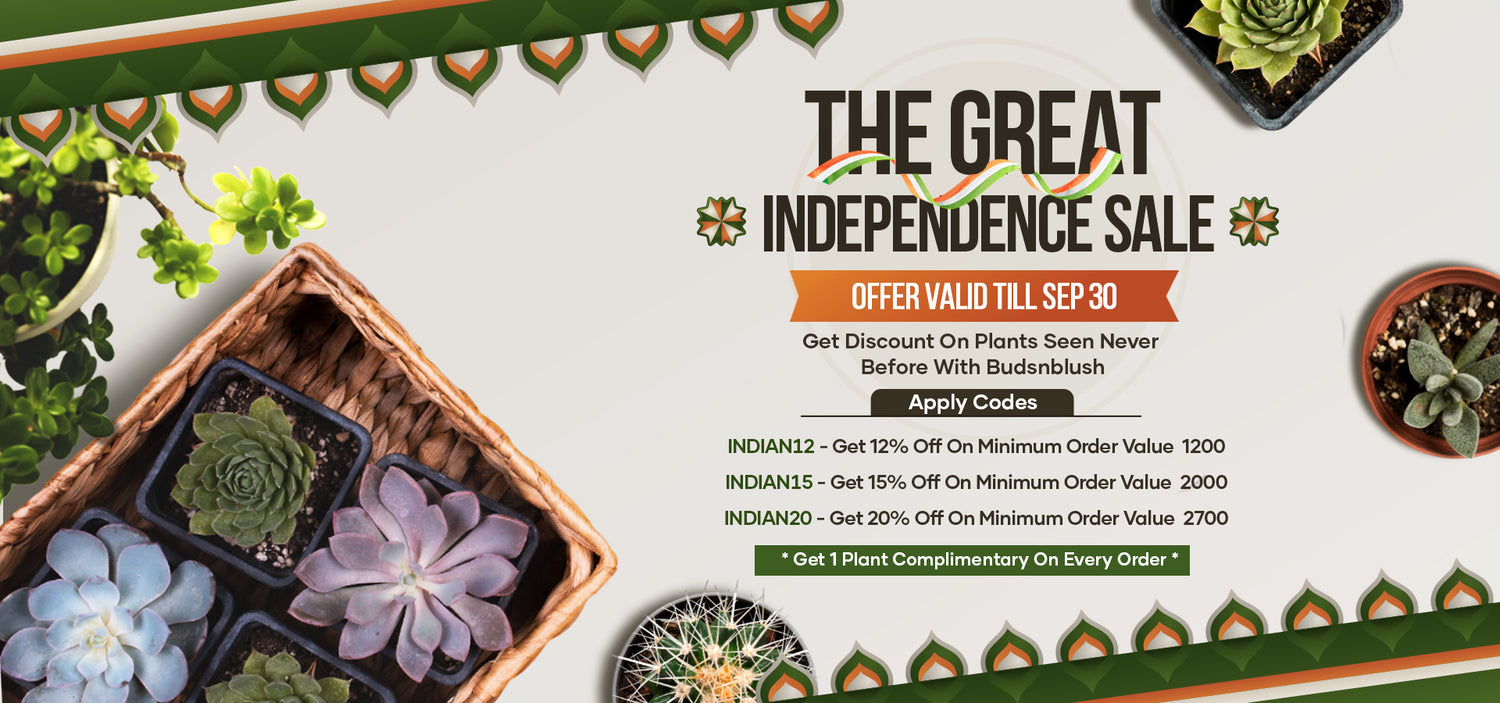 THE GREAT
INDEPENDENCE SALE
OFFER VALID TILL SEP 30
Get Discount On Plants Seen Never
Before With Budsnblush
Apply Codes
INDIAN12 - Get 12% Off On Minimum Order Value 1200
INDIAN15 - Get 15% Off On Minimum Order Value 2000
INDIAN20 - Get 20% Off On Minimum Order Value 2700
* Get 1 Plant Complimentary On Every Order *